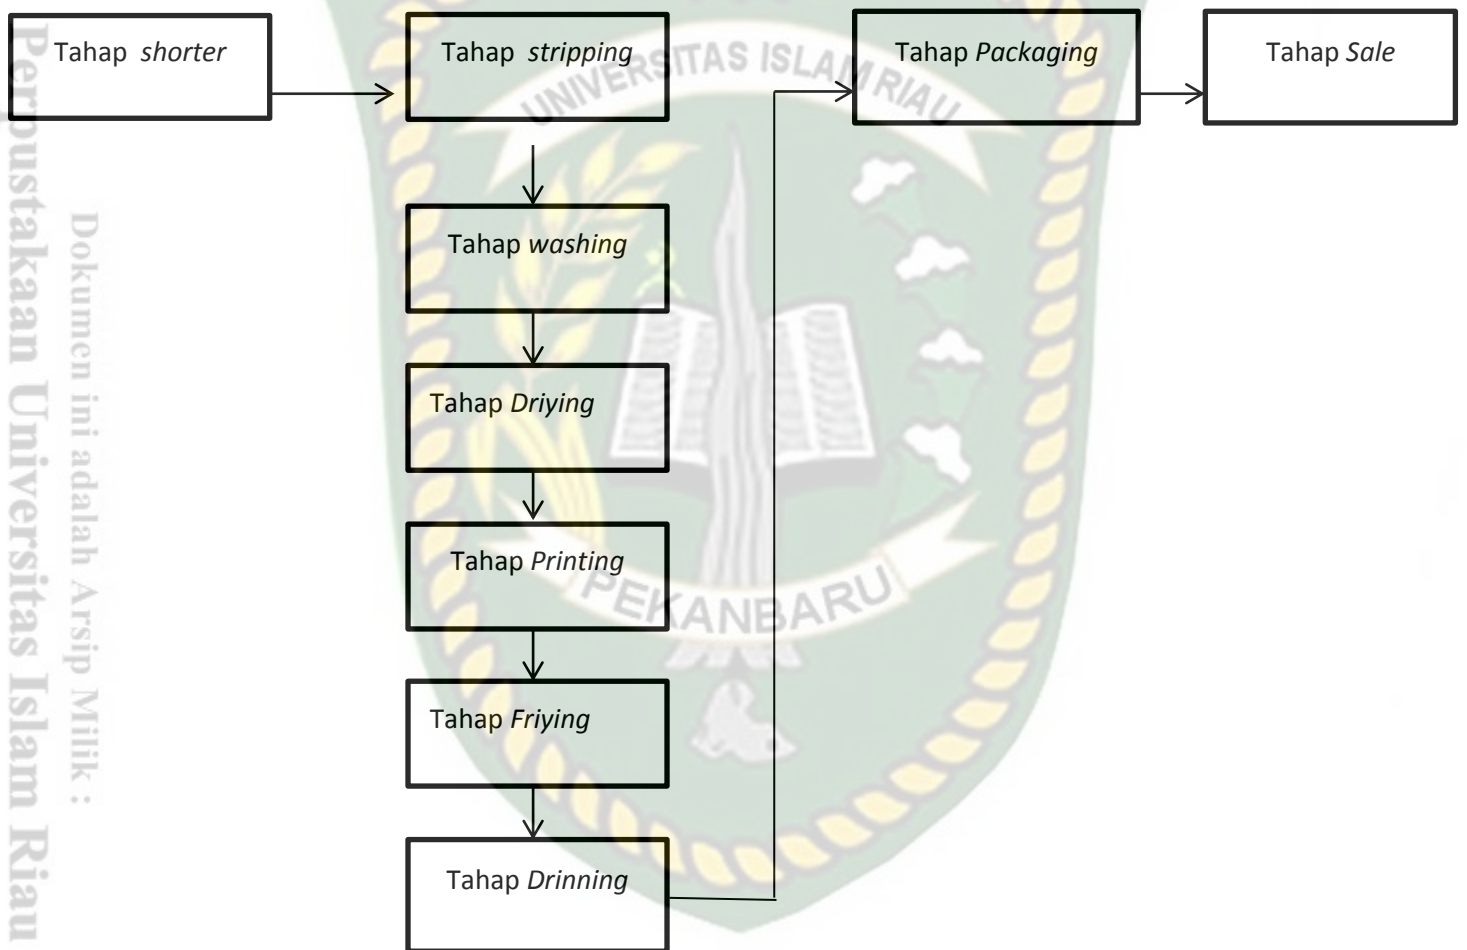 Tahap shorter
Tahap stripping
Tahap washing
Tahap Driying
Tahap Printing
Tahap Friying
Tahap Drinning
Tahap Packaging
Tahap Sale
UNIVERSITAS ISLAM RIAU
PEKANBARU
Dokumen ini adalah Arsip Milik :
Perpustakaan Universitas Islam Riau